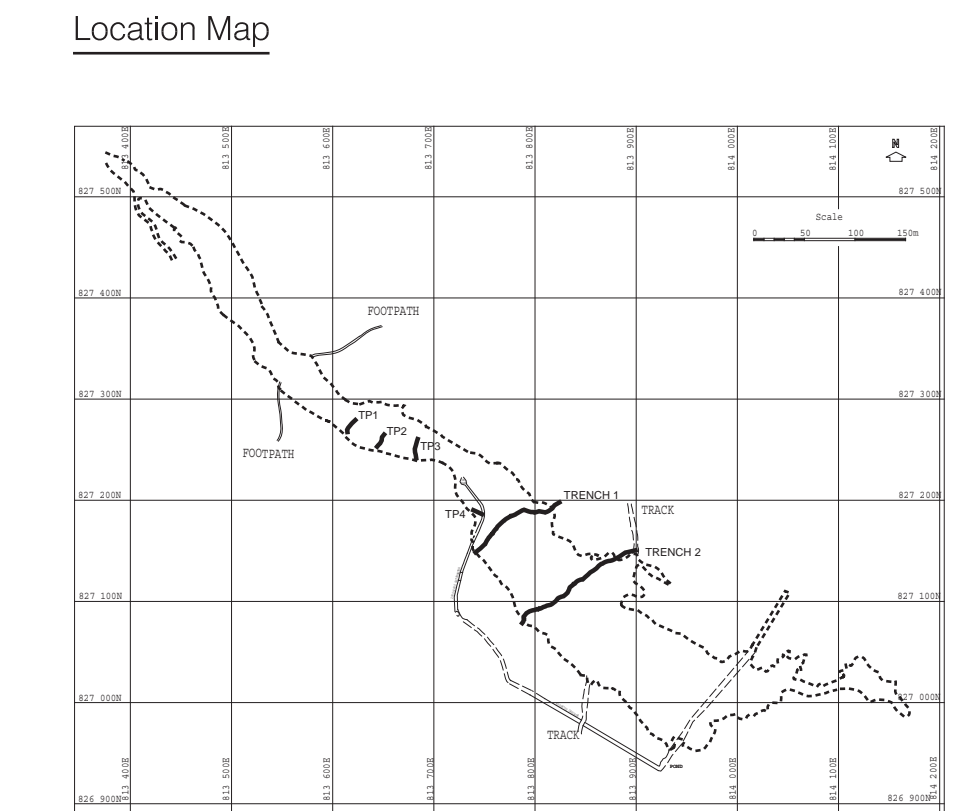 Location Map
813 400E
813 500E
813 600E
813 700E
813 800E
813 900E
814 000E
814 100E
814 200E
N
827 500N
827 500N
Scale
0 50 100 150m
827 400N
827 400N
FOOTPATH
827 300N
827 300N
TP1
TP2
TP3
FOOTPATH
827 200N
827 200N
TRENCH 1
TRACK
TP4
TRENCH 2
827 100N
827 100N
827 000N
827 000N
TRACK
POND
813 400E
813 500E
813 600E
813 700E
813 800E
813 900E
814 000E
814 100E
814 200E
826 900N
826 900N